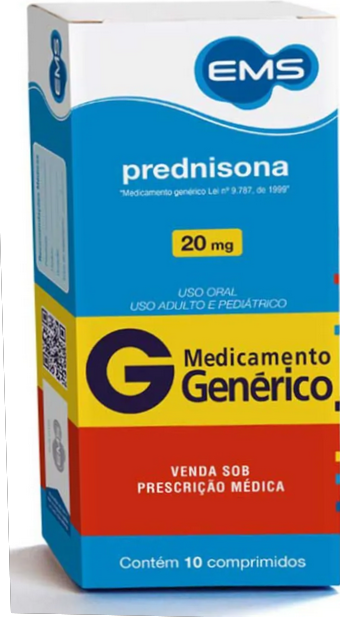 EMS
prednisona
"Medicamento genérico Lei nº 9.787, de 1999"
20 mg
USO ORAL
USO ADULTO E PEDIÁTRICO
G Medicamento
Genérico
VENDA SOB
PRESCRIÇÃO MÉDICA
Contém 10 comprimidos